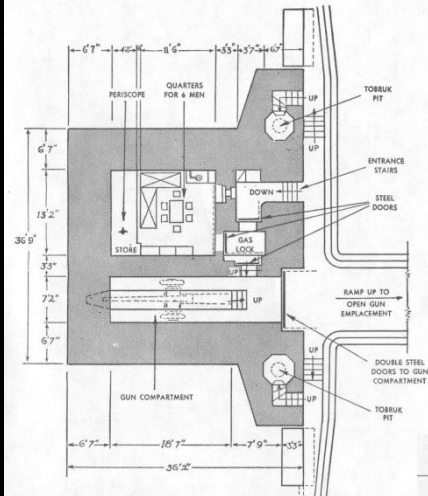 6'7"
11'6"
3'3"
3'7"
PERISCOPE
QUARTERS
FOR 6 MEN
UP
UP
TOBRUK
PIT
6'7"
13'2"
36'9"
3'3"
7'2"
6'7"
DOWN
ENTRANCE
STAIRS
STEEL
DOORS
STORE
GAS
LOCK
UP
UP
RAMP UP TO
OPEN GUN
EMPLACEMENT
DOUBLE STEEL
DOORS TO GUN
COMPARTMENT
GUN COMPARTMENT
UP
UP
TOBRUK
PIT
6'7"
18'7"
7'9"
3'3"
36'2"